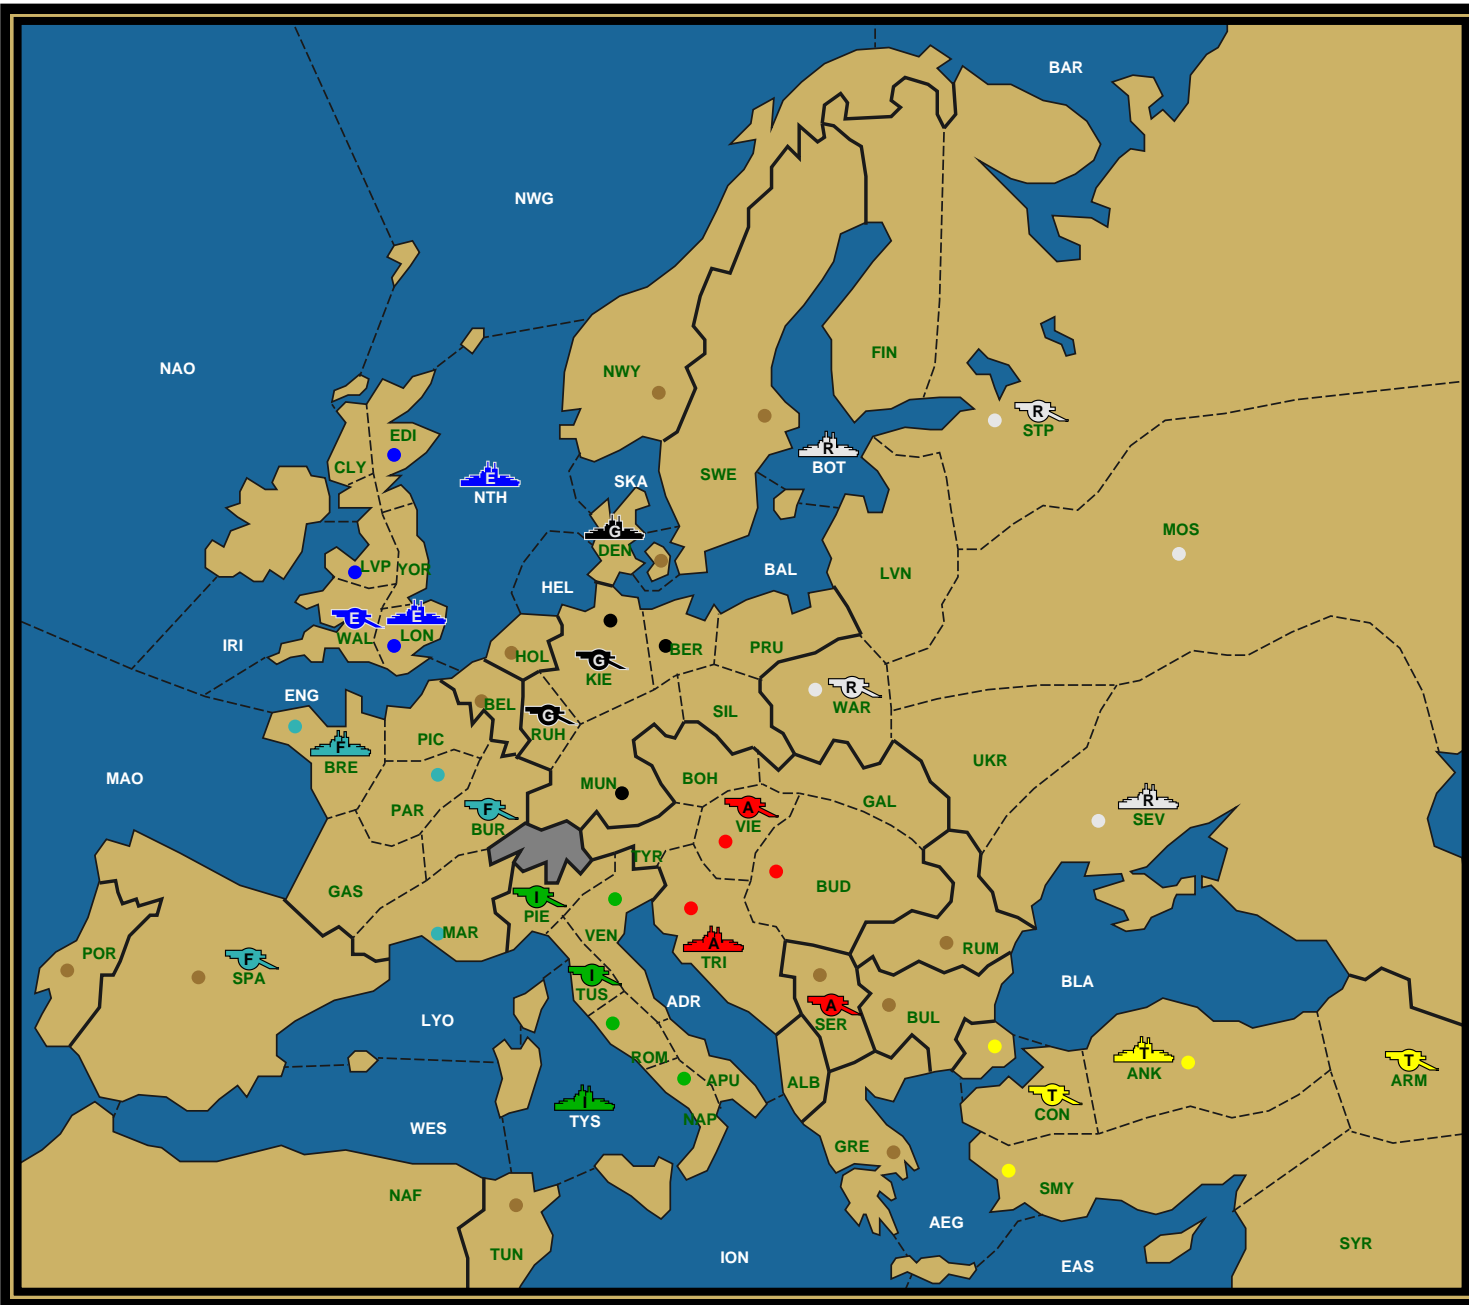 BAR
NWG
NAO
FIN
NWY
R
STP
EDI
CLY
R
BOT
SWE
SKA
E
NTH
MOS
G
DEN
HEL
BAL
LVN
LVP
YOR
E
WAL
E
LON
IRI
HOL
G
KIE
BER
PRU
ENG
BEL
G
RUH
SIL
R
WAR
F
BRE
PIC
UKR
MAO
MUN
BOH
PAR
F
BUR
A
VIE
GAL
R
SEV
TYR
GAS
BUD
I
PIE
MAR
VEN
A
TRI
RUM
POR
F
SPA
I
TUS
ADR
BLA
LYO
A
SER
BUL
ROM
APU
ALB
T
ANK
T
ARM
I
TYS
NAP
T
CON
WES
GRE
NAF
SMY
AEG
TUN
ION
EAS
SYR